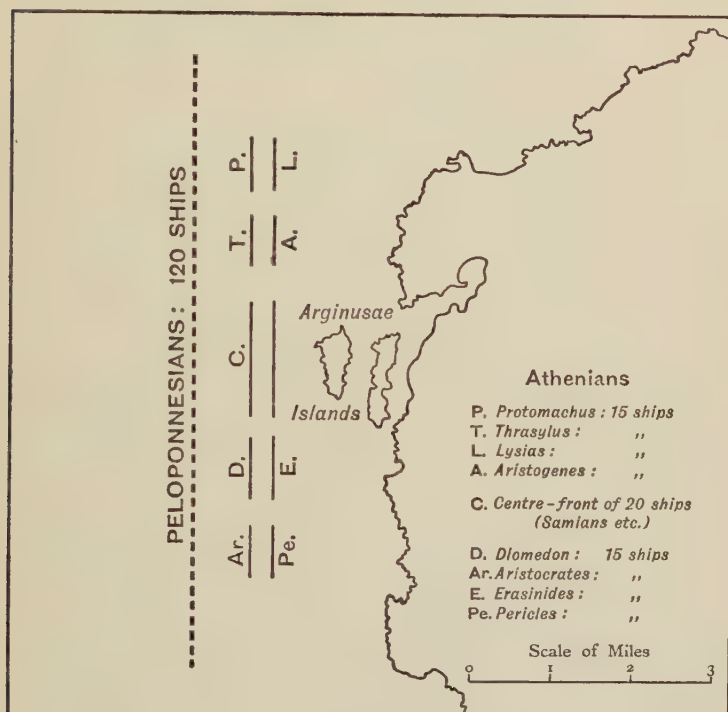 PELOPONNESIANS: 120 SHIPS
P.
L.
T.
A.
C.
D.
E.
Ar.
Pe.
Arginusae
Islands
Athenians
P. Protomachus: 15 ships
T. Thrasylus: ,,
L. Lysias: ,,
A. Aristogenes: ,,
C. Centre-front of 20 ships
(Samians etc.)
D. Diomedon: 15 ships
Ar. Aristocrates: ,,
E. Erasinides: ,,
Pe. Pericles: ,,
Scale of Miles
0 1 2 3